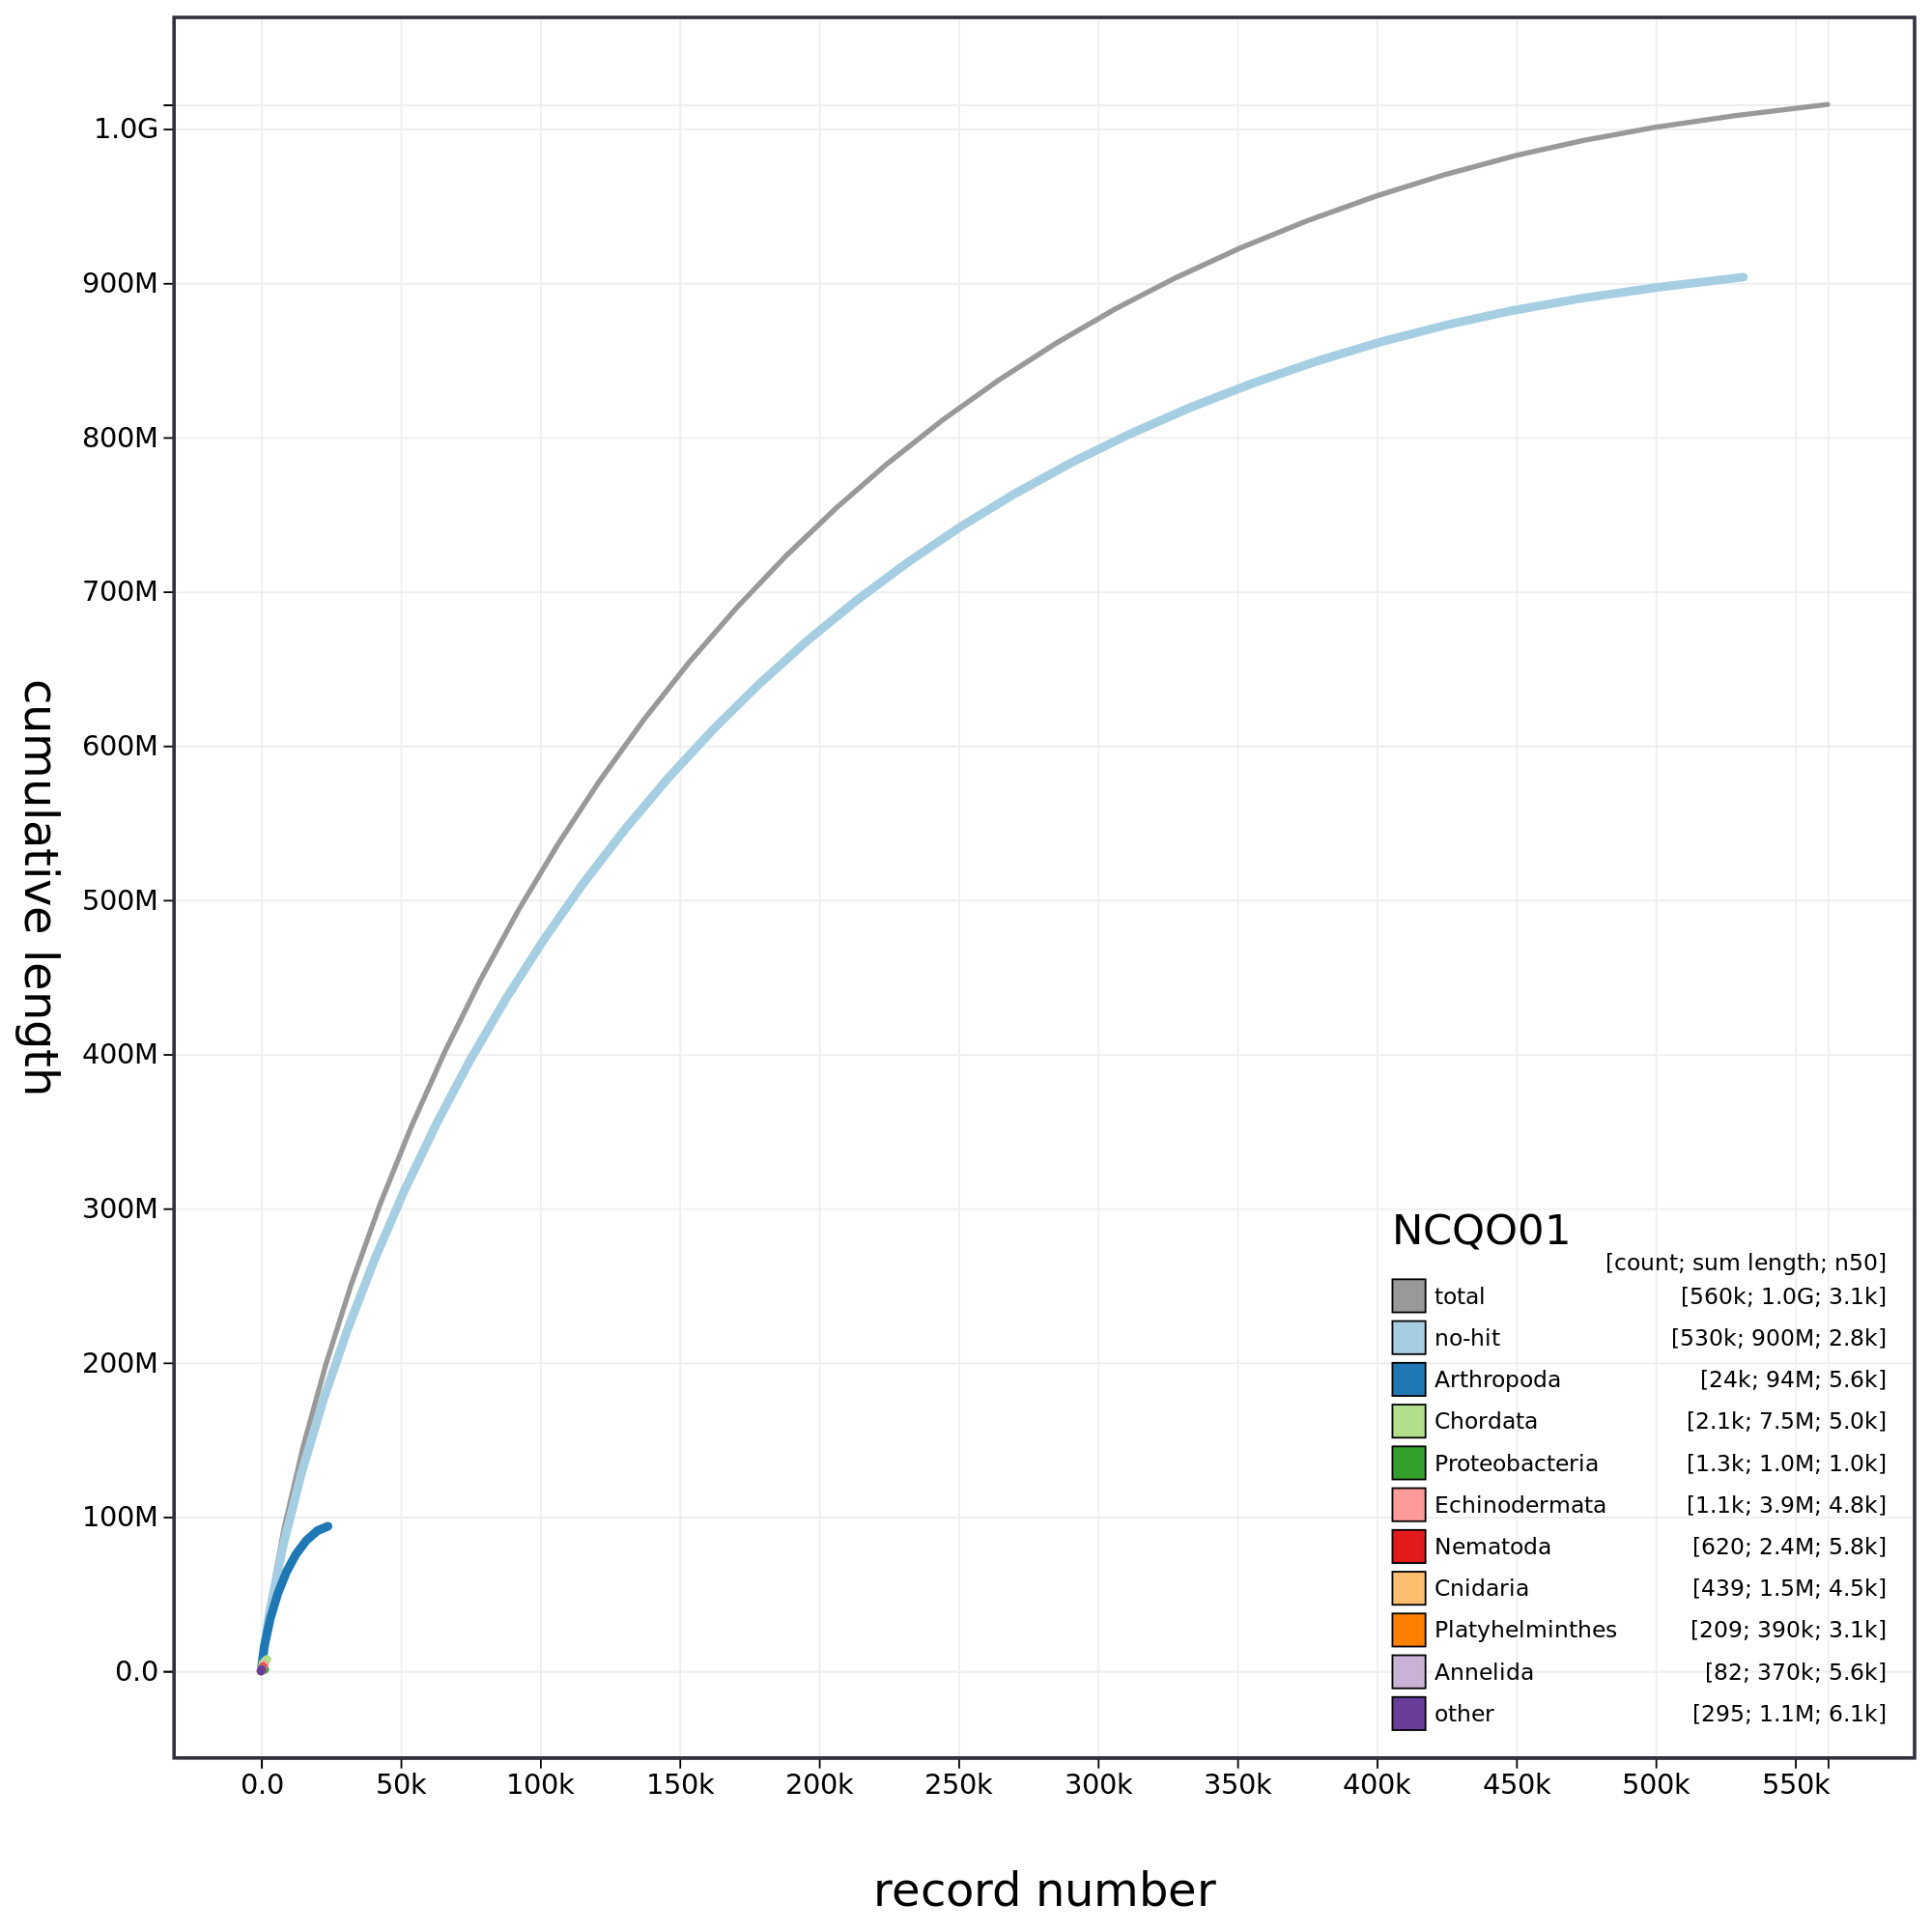 1.0G
900M
800M
700M
600M
500M
400M
300M
200M
100M
0.0
cumulative length
NCQO01
[count; sum length; n50]
total [560k; 1.0G; 3.1k]
no-hit [530k; 900M; 2.8k]
Arthropoda [24k; 94M; 5.6k]
Chordata [2.1k; 7.5M; 5.0k]
Proteobacteria [1.3k; 1.0M; 1.0k]
Echinodermata [1.1k; 3.9M; 4.8k]
Nematoda [620; 2.4M; 5.8k]
Cnidaria [439; 1.5M; 4.5k]
Platyhelminthes [209; 390k; 3.1k]
Annelida [82; 370k; 5.6k]
other [295; 1.1M; 6.1k]
0.0 50k 100k 150k 200k 250k 300k 350k 400k 450k 500k 550k
record number